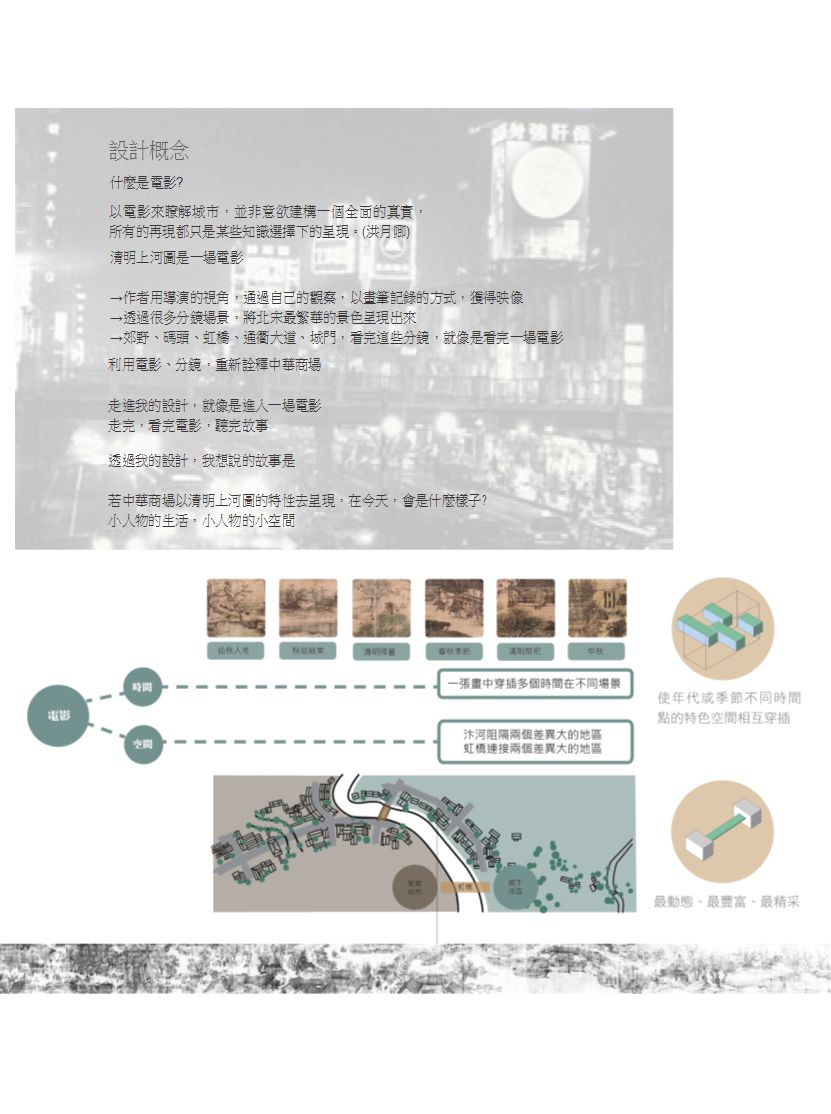 設計概念
什麼是電影?
以電影來瞭解城市，並非意欲建構一個全面的真實，
所有的再現都只是某些知識選擇下的呈現。(洪月卿)
清明上河圖是一場電影
→作者用導演的視角，通過自己的觀察，以畫筆記錄的方式，獲得映像
→透過很多分鏡場景，將北宋最繁華的景色呈現出來
→郊野、碼頭、虹橋、通衢大道、城門，看完這些分鏡，就像是看完一場電影
利用電影、分鏡，重新詮釋中華商場
走進我的設計，就像是進入一場電影
走完，看完電影，聽完故事
透過我的設計，我想說的故事是
若中華商場以清明上河圖的特性去呈現，在今天，會是什麼樣子?
小人物的生活，小人物的小空間
由秋入冬
秋收結束
清明掃墓
春秋季節
清明祭祀
中秋
電影
時間
一張畫中穿插多個時間在不同場景
空間
汴河阻隔兩個差異大的地區
虹橋連接兩個差異大的地區
使年代或季節不同時間
點的特色空間相互穿插
繁華
城市
虹橋
鄉下
郊區
最動態、最豐富、最精采